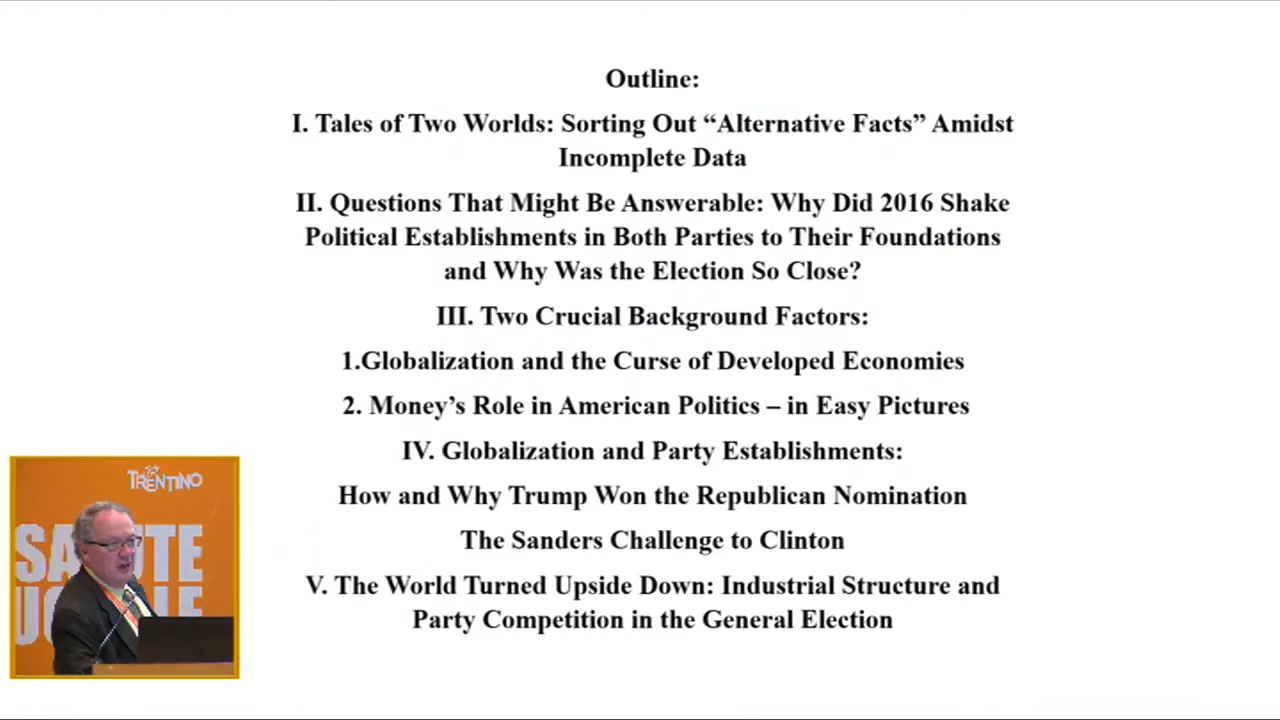 Outline:
I. Tales of Two Worlds: Sorting Out “Alternative Facts” Amidst
Incomplete Data
II. Questions That Might Be Answerable: Why Did 2016 Shake
Political Establishments in Both Parties to Their Foundations
and Why Was the Election So Close?
III. Two Crucial Background Factors:
1.Globalization and the Curse of Developed Economies
2. Money’s Role in American Politics – in Easy Pictures
IV. Globalization and Party Establishments:
How and Why Trump Won the Republican Nomination
The Sanders Challenge to Clinton
V. The World Turned Upside Down: Industrial Structure and
Party Competition in the General Election
TRENTINO